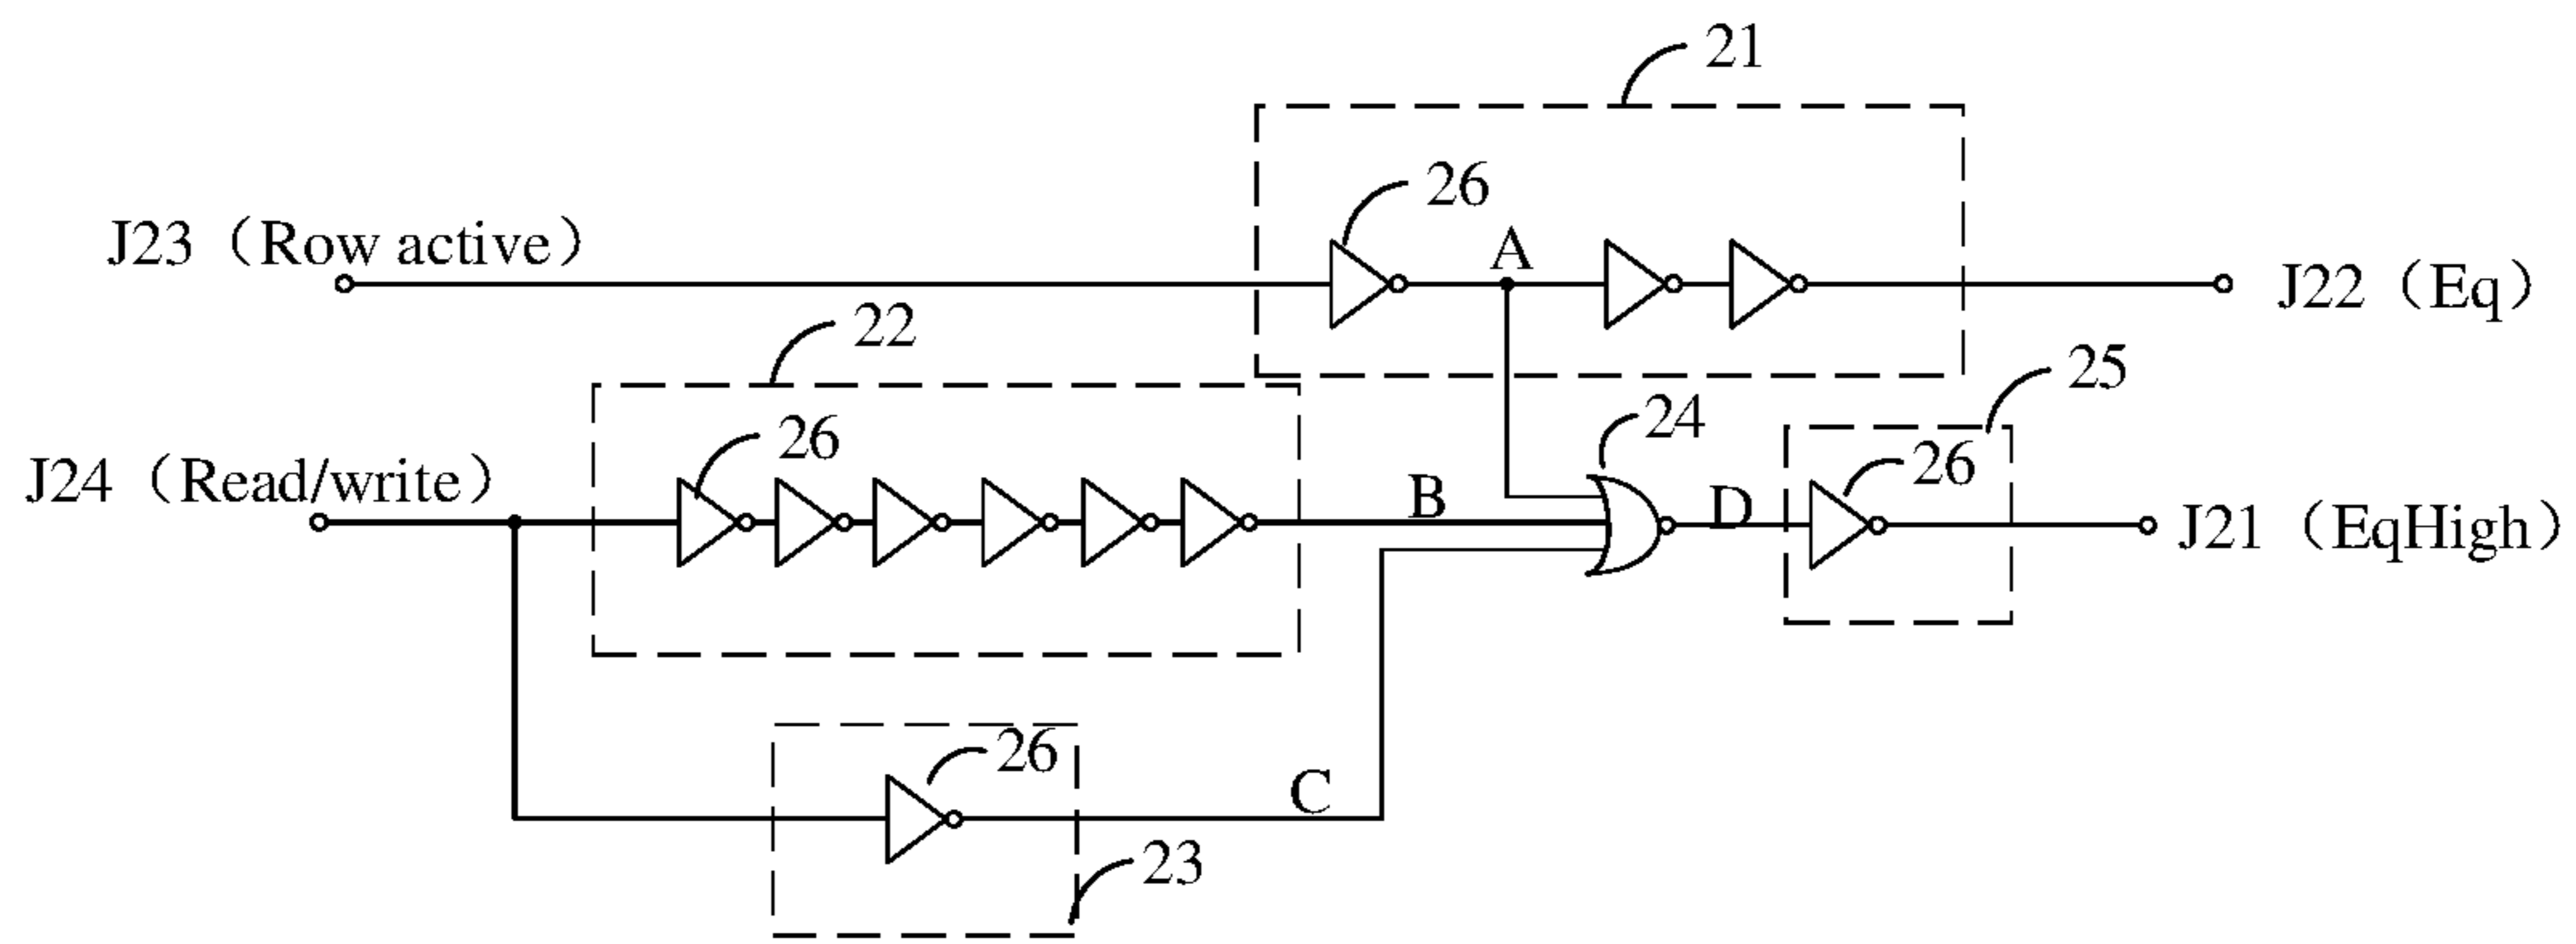 21
26
J23（Row active）
A
J22（Eq）
22
25
24
26
26
J24（Read/write）
B
D
J21（EqHigh）
26
C
23